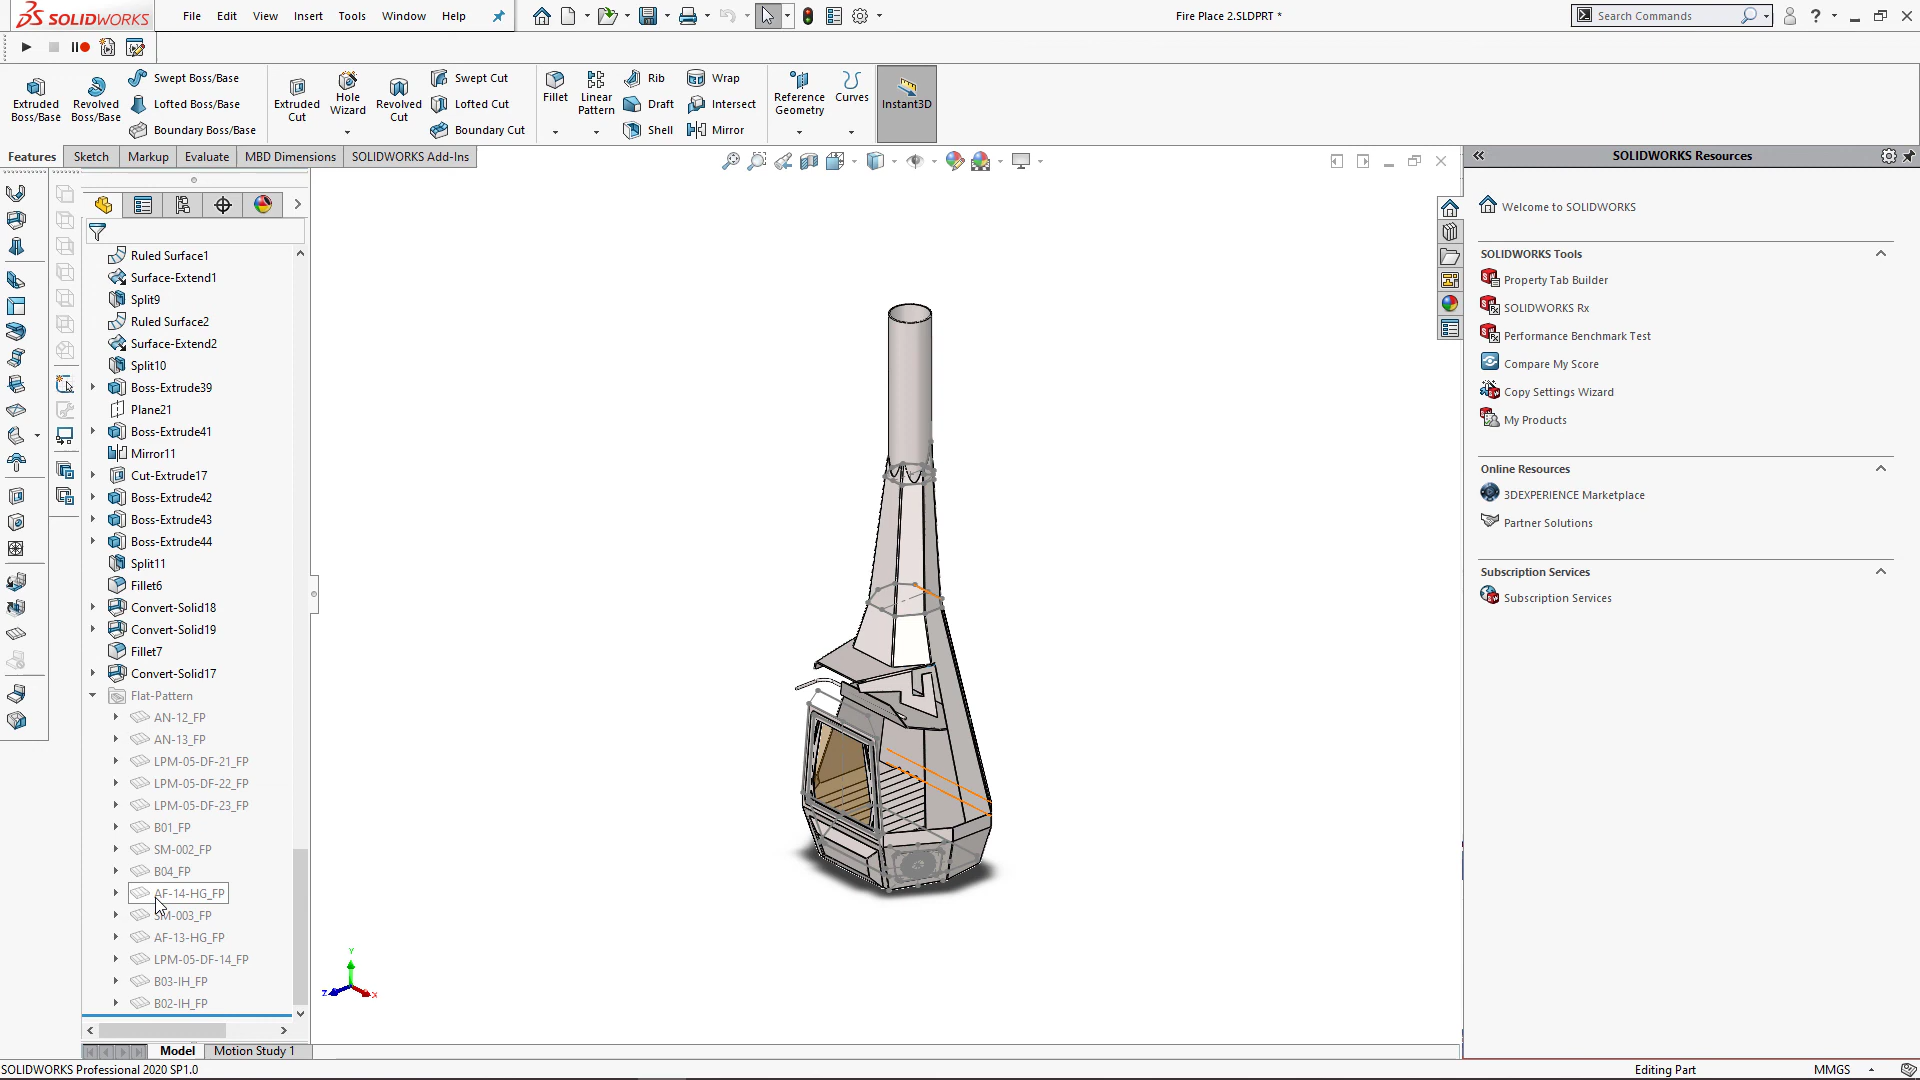 SOLIDWORKS File Edit View Insert Tools Window Help Fire Place 2.SLDPRT * Search Commands
Extruded Boss/Base
Revolved Boss/Base
Swept Boss/Base
Lofted Boss/Base
Boundary Boss/Base
Extruded Cut
Hole Wizard
Revolved Cut
Swept Cut
Lofted Cut
Boundary Cut
Fillet
Linear Pattern
Rib
Draft
Shell
Wrap
Intersect
Mirror
Reference Geometry
Curves
Instant3D
Features Sketch Markup Evaluate MBD Dimensions SOLIDWORKS Add-Ins
Ruled Surface1
Surface-Extend1
Split9
Ruled Surface2
Surface-Extend2
Split10
Boss-Extrude39
Plane21
Boss-Extrude41
Mirror11
Cut-Extrude17
Boss-Extrude42
Boss-Extrude43
Boss-Extrude44
Split11
Fillet6
Convert-Solid18
Convert-Solid19
Fillet7
Convert-Solid17
Flat-Pattern
AN-12_FP
AN-13_FP
LPM-05-DF-21_FP
LPM-05-DF-22_FP
LPM-05-DF-23_FP
B01_FP
SM-002_FP
B04_FP
AF-14-HG_FP
SM-003_FP
AF-13-HG_FP
LPM-05-DF-14_FP
B03-IH_FP
B02-IH_FP
Y
Z
X
Model Motion Study 1
SOLIDWORKS Resources
Welcome to SOLIDWORKS
SOLIDWORKS Tools
Property Tab Builder
SOLIDWORKS Rx
Performance Benchmark Test
Compare My Score
Copy Settings Wizard
My Products
Online Resources
3DEXPERIENCE Marketplace
Partner Solutions
Subscription Services
Subscription Services
SOLIDWORKS Professional 2020 SP1.0 Editing Part MMGS